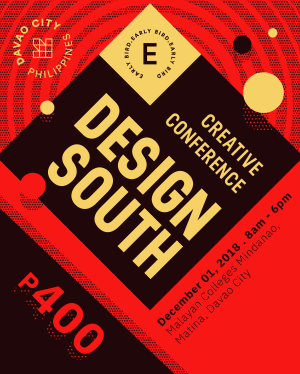 DAVAO CITY
PHILIPPINES
EARLY BIRD·EARLY BIRD·EARLY BIRD
E
CREATIVE
CONFERENCE
DESIGN
SOUTH
December 01, 2018 · 8am - 6pm
Malayan Colleges Mindanao,
Matina, Davao City
₱400